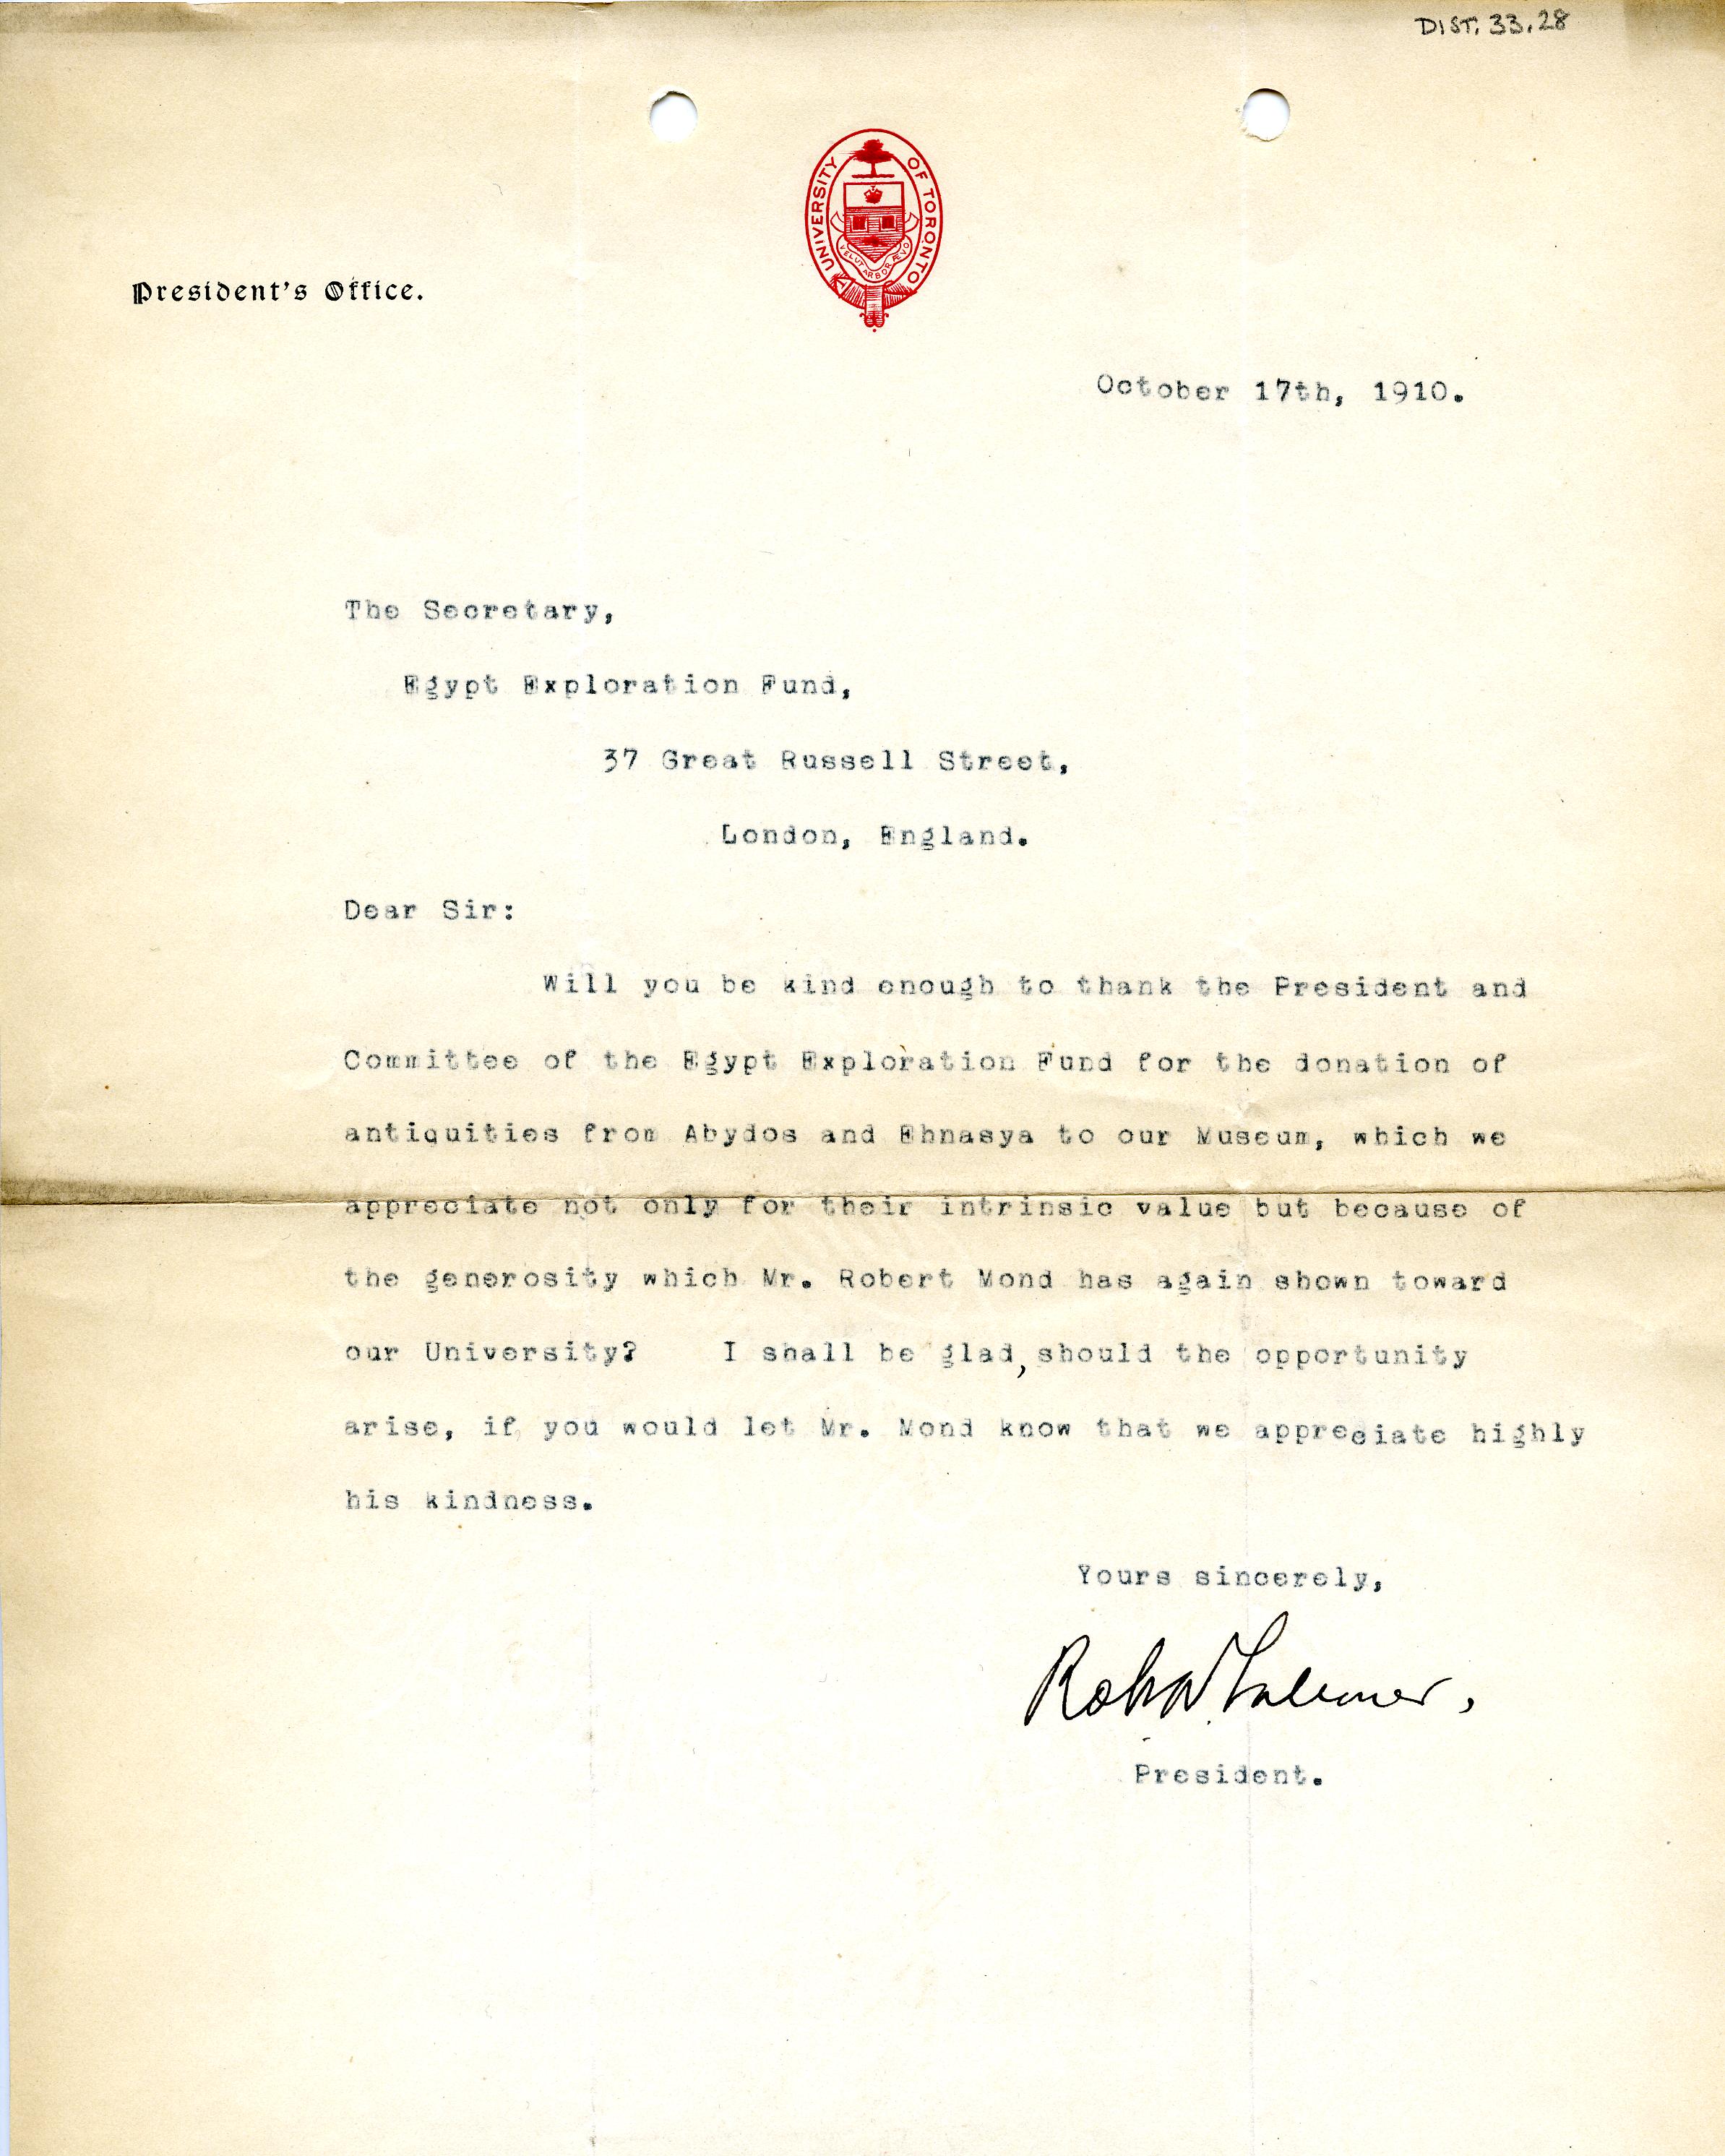 DIST. 33.28
UNIVERSITY OF TORONTO
VELUT ARBOR ÆVO
President's Office.
October 17th, 1910.
The Secretary,
Egypt Exploration Fund,
37 Great Russell Street,
London, England.
Dear Sir:
Will you be kind enough to thank the President and
Committee of the Egypt Exploration Fund for the donation of
antiquities from Abydos and Ehnasya to our Museum, which we
appreciate not only for their intrinsic value but because of
the generosity which Mr. Robert Mond has again shown toward
our University? I shall be glad, should the opportunity
arise, if you would let Mr. Mond know that we appreciate highly
his kindness.
Yours sincerely,
President.